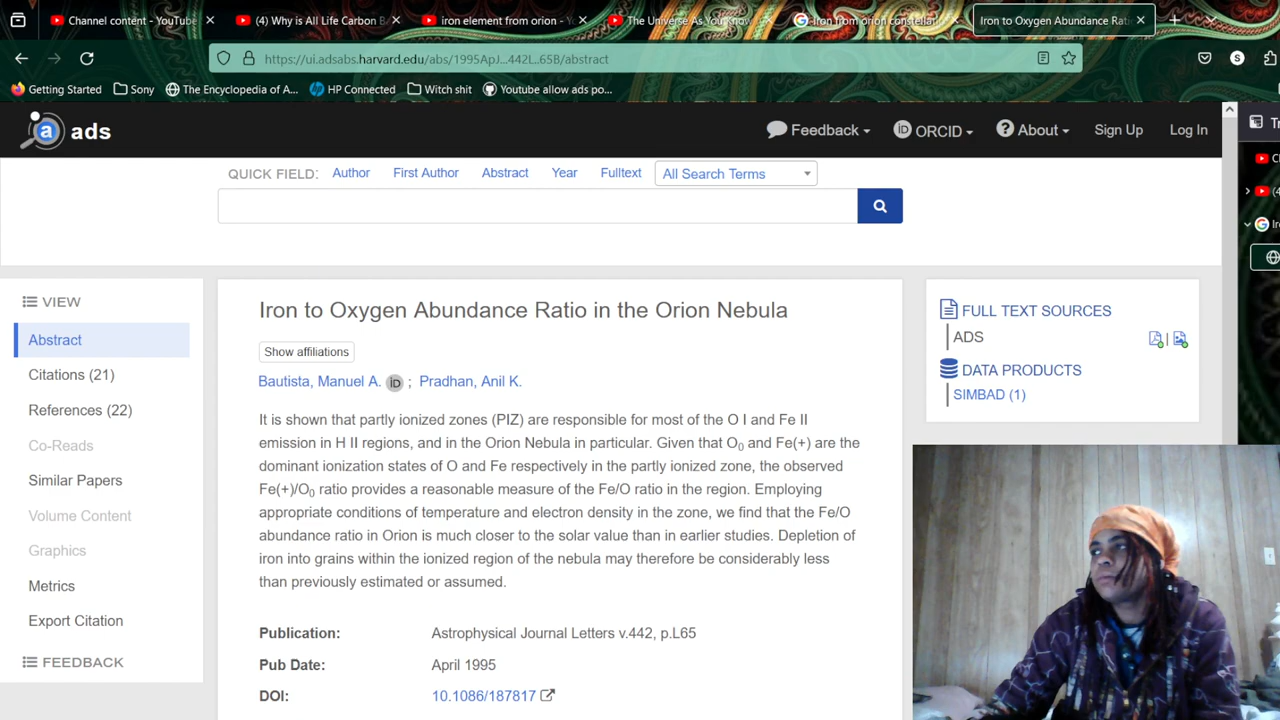 Channel content - YouTube
(4) Why is All Life Carbon B
iron element from orion - Y
The Universe As You Know
Iron from orion constellat
Iron to Oxygen Abundance Rati
https://ui.adsabs.harvard.edu/abs/1995ApJ...442L..65B/abstract
S
Getting Started
Sony
The Encyclopedia of A...
HP Connected
Witch shit
Youtube allow ads po...
a ads
Feedback
iD ORCID
About
Sign Up
Log In
QUICK FIELD: Author First Author Abstract Year Fulltext All Search Terms
VIEW
Abstract
Citations (21)
References (22)
Co-Reads
Similar Papers
Volume Content
Graphics
Metrics
Export Citation
FEEDBACK
Iron to Oxygen Abundance Ratio in the Orion Nebula
Show affiliations
Bautista, Manuel A. iD ; Pradhan, Anil K.
It is shown that partly ionized zones (PIZ) are responsible for most of the O I and Fe II
emission in H II regions, and in the Orion Nebula in particular. Given that O0 and Fe(+) are the
dominant ionization states of O and Fe respectively in the partly ionized zone, the observed
Fe(+)/O0 ratio provides a reasonable measure of the Fe/O ratio in the region. Employing
appropriate conditions of temperature and electron density in the zone, we find that the Fe/O
abundance ratio in Orion is much closer to the solar value than in earlier studies. Depletion of
iron into grains within the ionized region of the nebula may therefore be considerably less
than previously estimated or assumed.
Publication: Astrophysical Journal Letters v.442, p.L65
Pub Date: April 1995
DOI: 10.1086/187817
FULL TEXT SOURCES
ADS
|
DATA PRODUCTS
SIMBAD (1)